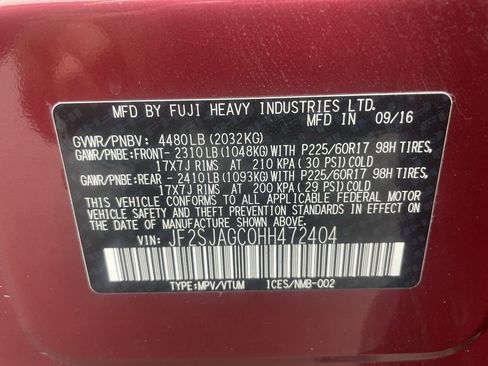 MFD BY FUJI HEAVY INDUSTRIES LTD.
IN 09/16
GVWR/PNBV: 4480LB (2032KG)
GAWR/PNBE:FRONT- 2310LB (1048KG)WITH P225/60R17 98H TIRES,
17X7J RIMS AT 210 KPA ( 30 PSI) COLD
GAWR/PNBE:REAR - 2410LB (1093KG)WITH P225/60R17 98H TIRES,
17X7J RIMS AT 200 KPA ( 29 PSI) COLD
THIS VEHICLE CONFORMS TO ALL APPLICABLE FEDERAL MOTOR
VEHICLE SAFETY, BUMPER, AND THEFT PREVENTION STANDARDS
IN EFFECT ON THE DATE OF MANUFACTURE SHOWN ABOVE.
VIN: JF2SJAGC0HH472404
TYPE:MPV/VTUM ICES/NMB-002